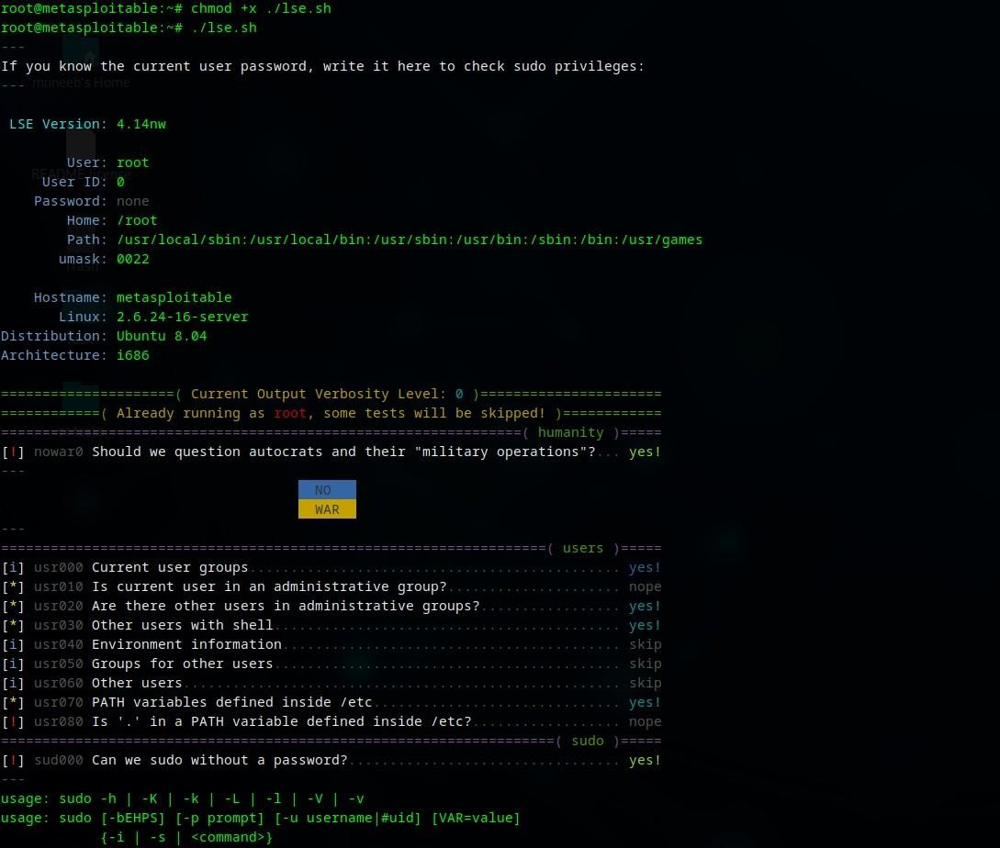 root@metasploitable:~# chmod +x ./lse.sh
root@metasploitable:~# ./lse.sh
---
If you know the current user password, write it here to check sudo privileges:
muneeb's Home
---
LSE Version: 4.14nw
User: root
README.license
User ID: 0
Password: none
Home: /root
Path: /usr/local/sbin:/usr/local/bin:/usr/sbin:/usr/bin:/sbin:/bin:/usr/games
umask: 0022
Trash
Hostname: metasploitable
Linux: 2.6.24-16-server
Distribution: Ubuntu 8.04
Architecture: i686
=====================( Current Output Verbosity Level: 0 )======================
============( Already running as root, some tests will be skipped! )============
===============================================================( humanity )=====
[!] nowar0 Should we question autocrats and their "military operations"?... yes!
---
NO
WAR
---
==================================================================( users )=====
[i] usr000 Current user groups............................................. yes!
[*] usr010 Is current user in an administrative group?..................... nope
[*] usr020 Are there other users in administrative groups?................. yes!
[*] usr030 Other users with shell.......................................... yes!
[i] usr040 Environment information......................................... skip
[i] usr050 Groups for other users.......................................... skip
[i] usr060 Other users..................................................... skip
[*] usr070 PATH variables defined inside /etc.............................. yes!
[!] usr080 Is '.' in a PATH variable defined inside /etc?.................. nope
===================================================================( sudo )=====
[!] sud000 Can we sudo without a password?................................. yes!
---
usage: sudo -h | -K | -k | -L | -l | -V | -v
usage: sudo [-bEHPS] [-p prompt] [-u username|#uid] [VAR=value]
{-i | -s | <command>}